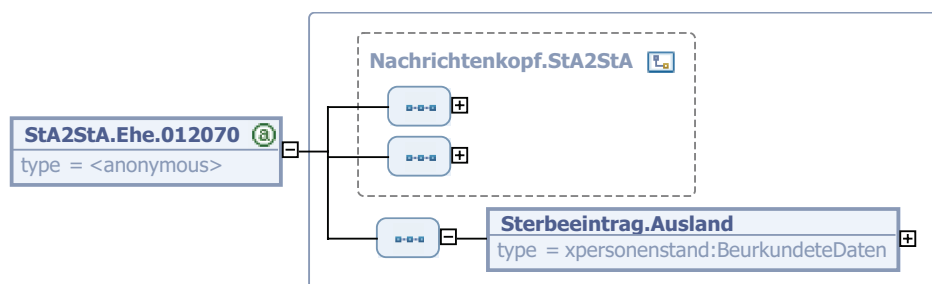 Nachrichtenkopf.StA2StA
StA2StA.Ehe.012070
type = <anonymous>
Sterbeeintrag.Ausland
type = xpersonenstand:BeurkundeteDaten